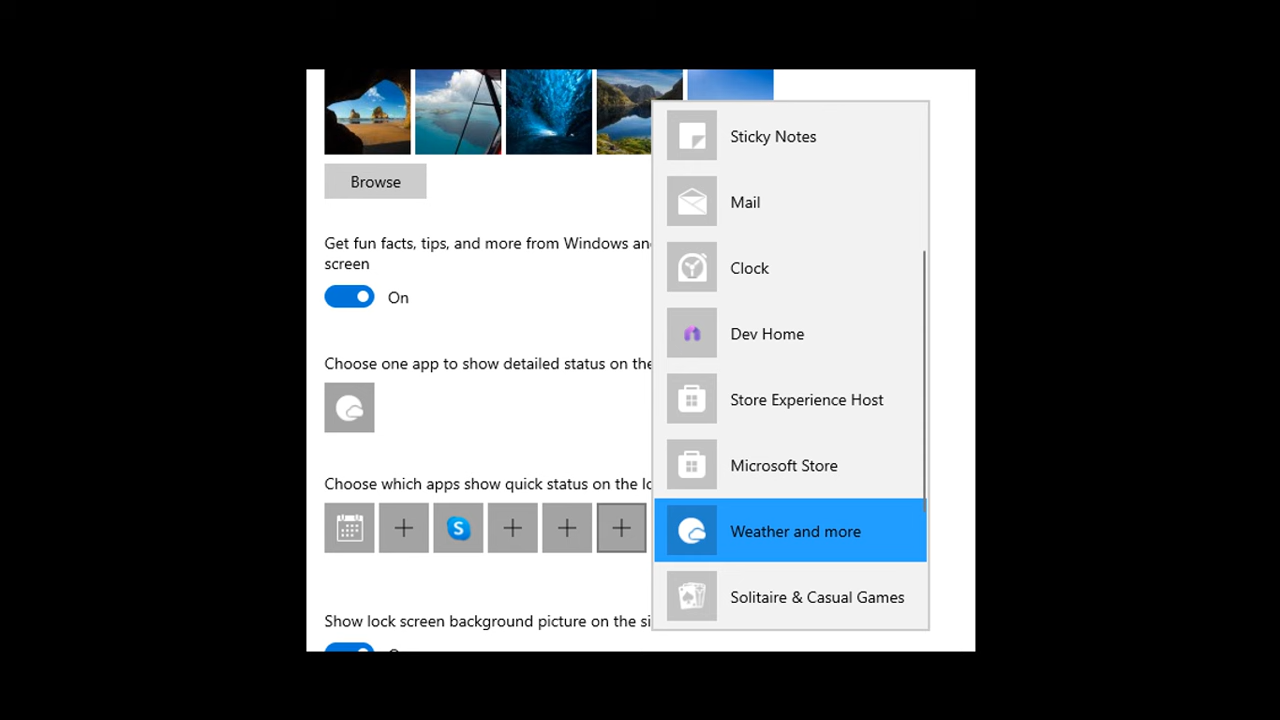 Browse
Get fun facts, tips, and more from Windows an
screen
On
Choose one app to show detailed status on the
Choose which apps show quick status on the lo
S
Show lock screen background picture on the si
Sticky Notes
Mail
Clock
Dev Home
Store Experience Host
Microsoft Store
Weather and more
Solitaire & Casual Games